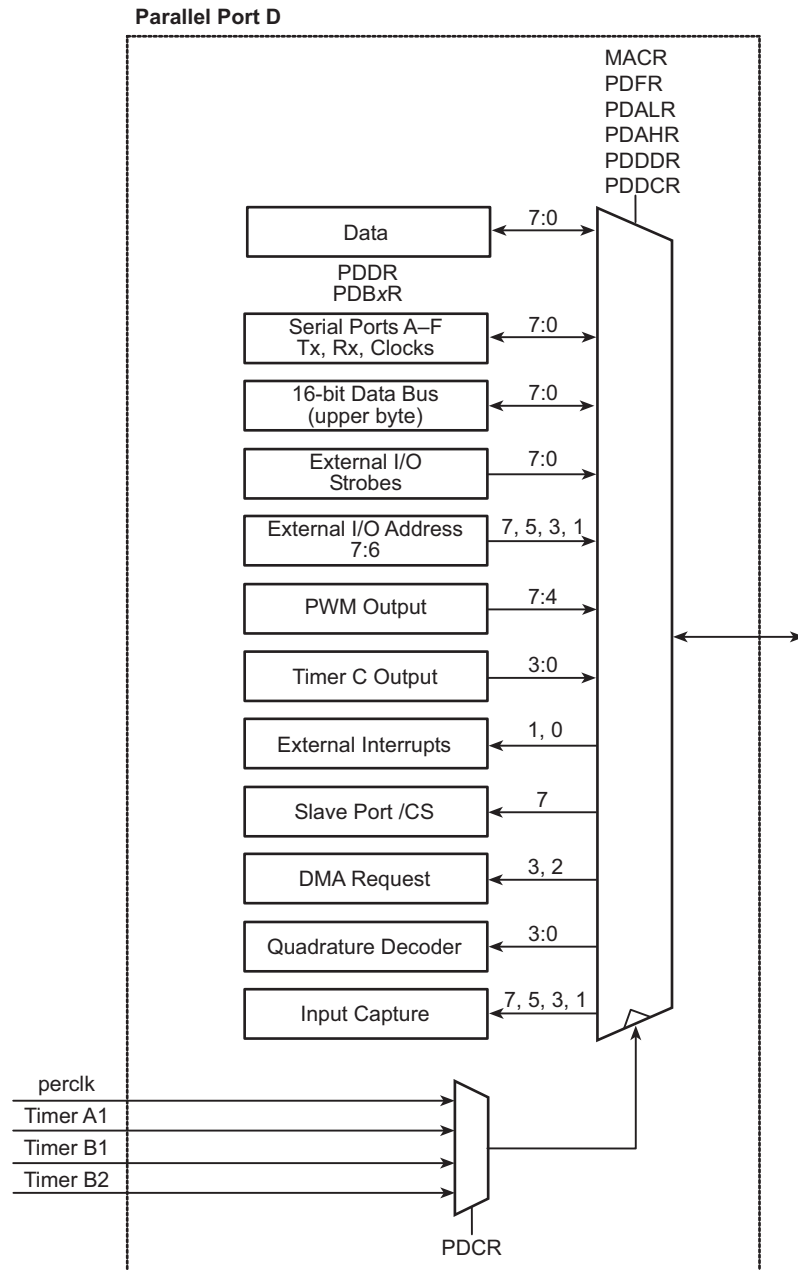 Parallel Port D
MACR
PDFR
PDALR
PDAHR
PDDDR
PDDCR
Data
7:0
PDDR
PDBxR
Serial Ports A–F
Tx, Rx, Clocks
7:0
16-bit Data Bus
(upper byte)
7:0
External I/O
Strobes
7:0
External I/O Address
7:6
7, 5, 3, 1
PWM Output
7:4
Timer C Output
3:0
External Interrupts
1, 0
Slave Port /CS
7
DMA Request
3, 2
Quadrature Decoder
3:0
Input Capture
7, 5, 3, 1
perclk
Timer A1
Timer B1
Timer B2
PDCR